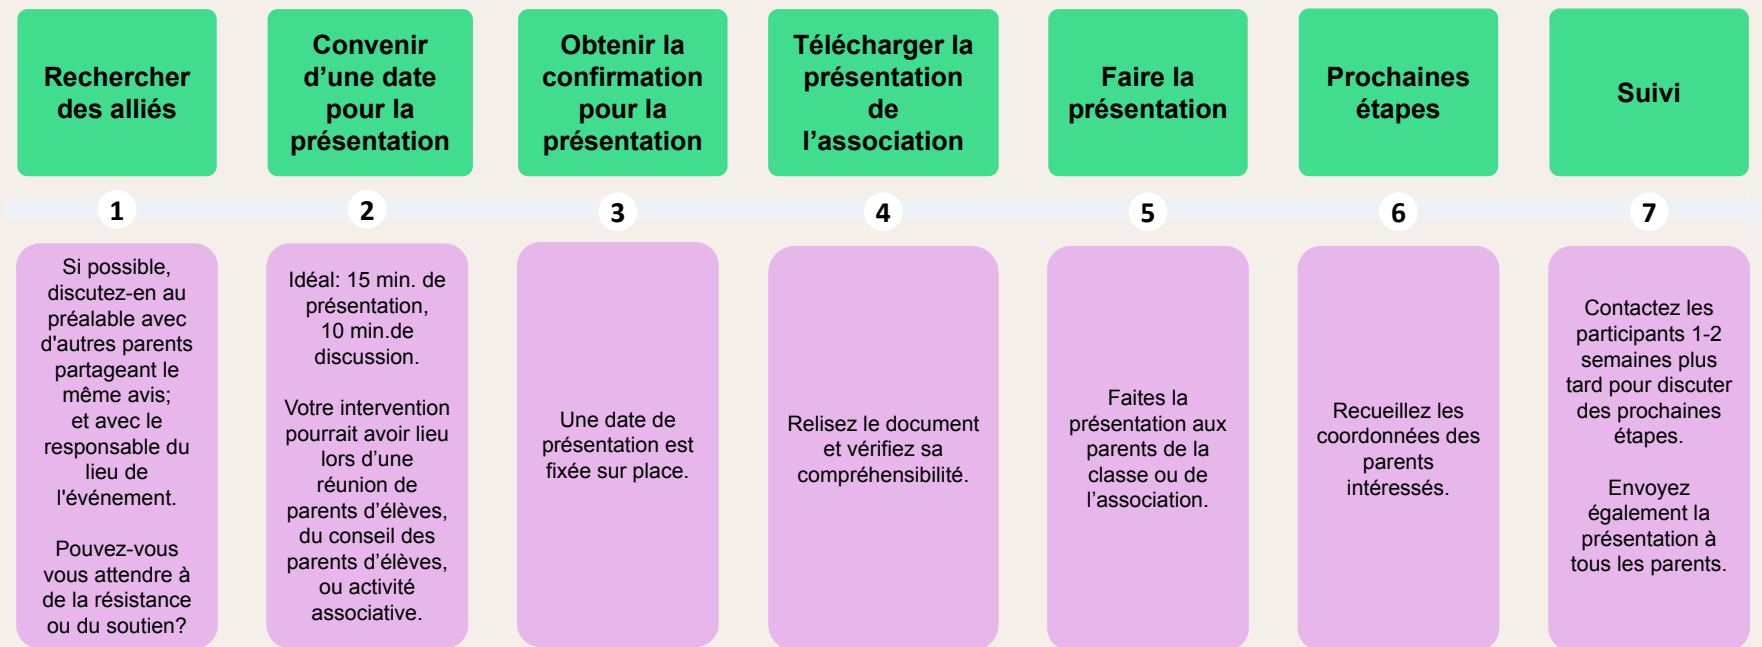 Rechercher
des alliés
Convenir
d’une date
pour la
présentation
Obtenir la
confirmation
pour la
présentation
Télécharger la
présentation
de
l’association
Faire la
présentation
Prochaines
étapes
Suivi
1
2
3
4
5
6
7
Si possible,
discutez-en au
préalable avec
d'autres parents
partageant le
même avis;
et avec le
responsable du
lieu de
l'événement.
Pouvez-vous
vous attendre à
de la résistance
ou du soutien?
Idéal: 15 min. de
présentation,
10 min.de
discussion.
Votre intervention
pourrait avoir lieu
lors d’une
réunion de
parents d’élèves,
du conseil des
parents d’élèves,
ou activité
associative.
Une date de
présentation est
fixée sur place.
Relisez le document
et vérifiez sa
compréhensibilité.
Faites la
présentation aux
parents de la
classe ou de
l’association.
Recueillez les
coordonnées des
parents
intéressés.
Contactez les
participants 1-2
semaines plus
tard pour discuter
des prochaines
étapes.
Envoyez
également la
présentation à
tous les parents.